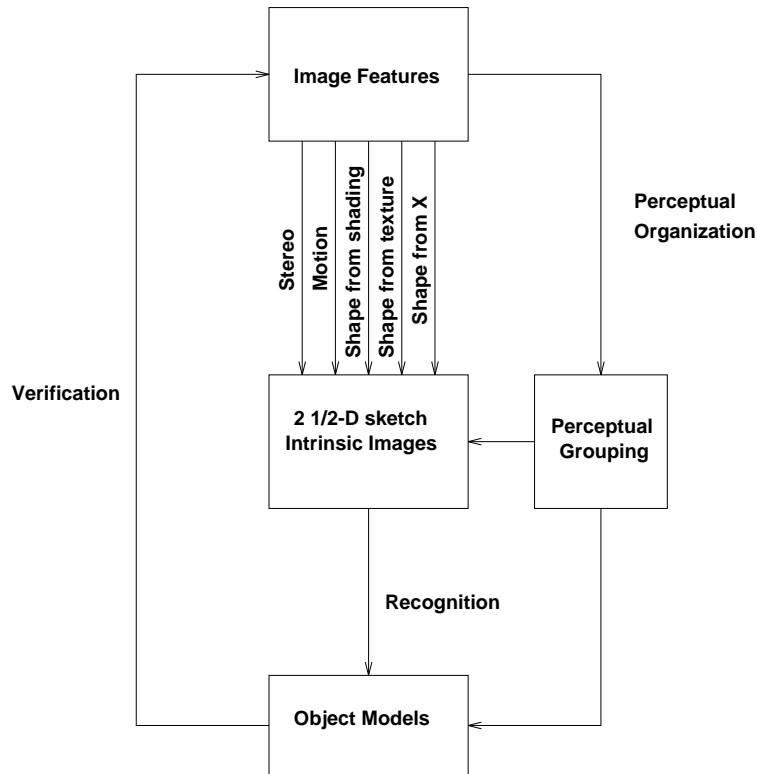 Image Features
Stereo
Motion
Shape from shading
Shape from texture
Shape from X
Perceptual
Organization
Verification
2 1/2-D sketch
Intrinsic Images
Perceptual
Grouping
Recognition
Object Models